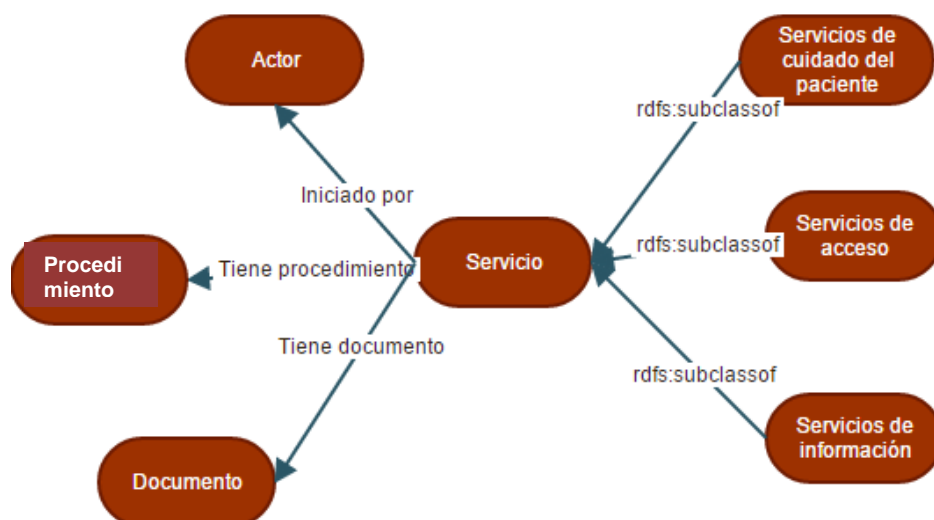 Servicios de
cuidado del
paciente
Actor
rdfs:subclassof
Iniciado por
Servicios de
acceso
rdfs:subclassof
Servicio
Procedi
miento
Tiene procedimiento
Tiene documento
rdfs:subclassof
Servicios de
información
Documento